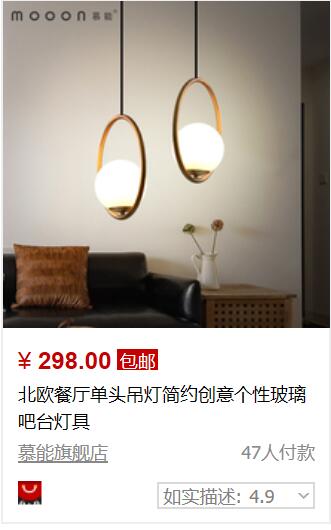 mooon 慕能®
¥ 298.00 包邮
北欧餐厅单头吊灯简约创意个性玻璃
吧台灯具
慕能旗舰店 47人付款
如实描述: 4.9